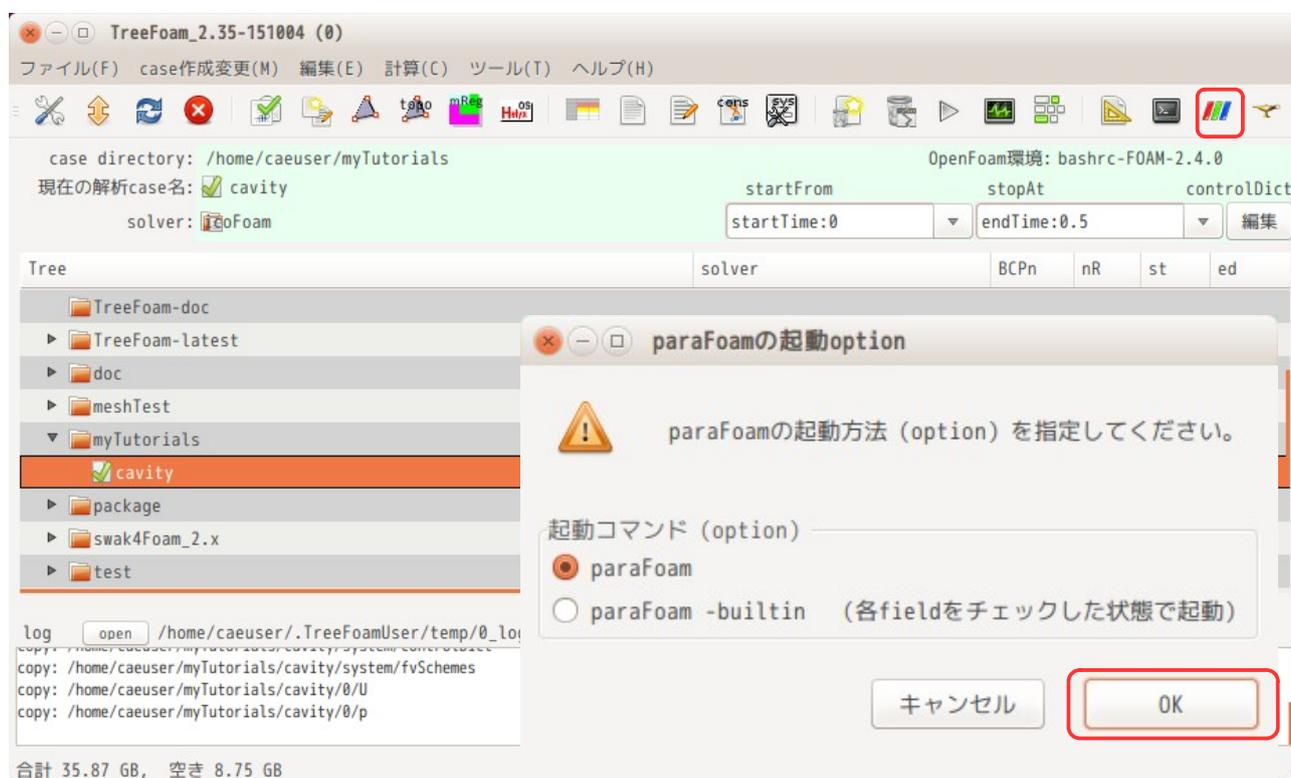 TreeFoam_2.35-151004 (0)
ファイル(F) case作成変更(M) 編集(E) 計算(C) ツール(T) ヘルプ(H)
case directory: /home/caeuser/myTutorials OpenFoam環境: bashrc-FOAM-2.4.0
現在の解析case名: cavity startFrom stopAt controlDict
solver: icoFoam startTime:0 endTime:0.5 編集
Tree solver BCPn nR st ed
TreeFoam-doc
TreeFoam-latest
doc
meshTest
myTutorials
cavity
package
swak4Foam_2.x
test
paraFoamの起動option
paraFoamの起動方法 (option) を指定してください。
起動コマンド (option)
paraFoam
paraFoam -builtin (各fieldをチェックした状態で起動)
キャンセル OK
log open /home/caeuser/.TreeFoamUser/temp/0_log
copy: /home/caeuser/myTutorials/cavity/system/controlDict
copy: /home/caeuser/myTutorials/cavity/system/fvSchemes
copy: /home/caeuser/myTutorials/cavity/0/U
copy: /home/caeuser/myTutorials/cavity/0/p
合計 35.87 GB, 空き 8.75 GB